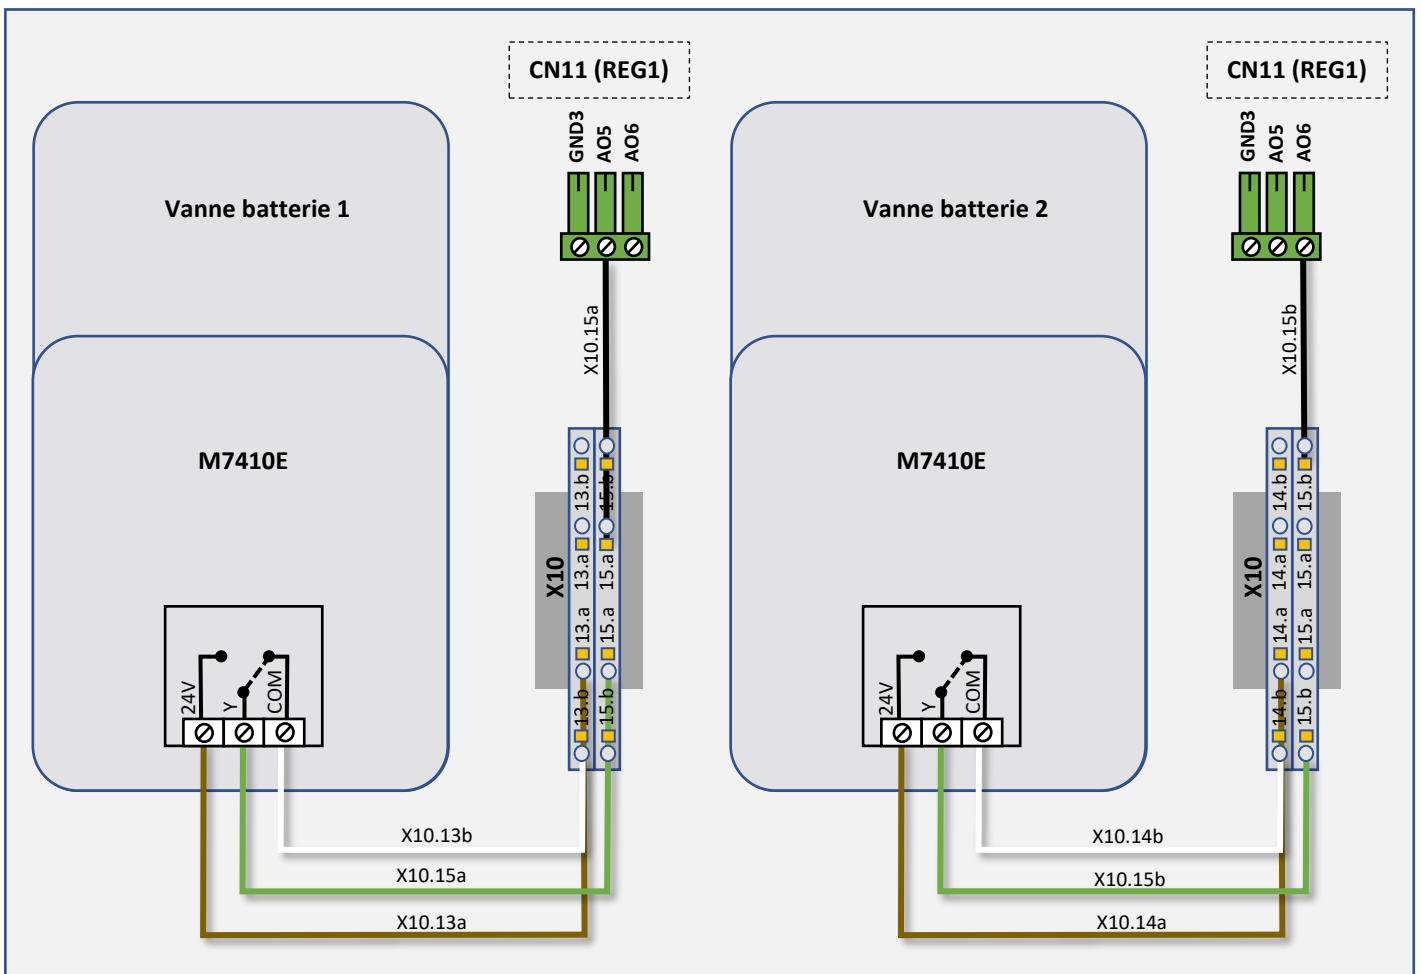 CN11 (REG1)
GND3
AO5
AO6
Vanne batterie 1
X10.15a
M7410E
13.b
15.b
13.a
15.a
X10
13.a
15.a
13.b
15.b
24V
Y
COM
X10.13b
X10.15a
X10.13a
CN11 (REG1)
GND3
AO5
AO6
Vanne batterie 2
X10.15b
M7410E
14.b
15.b
14.a
15.a
X10
14.a
15.a
14.b
15.b
24V
Y
COM
X10.14b
X10.15b
X10.14a